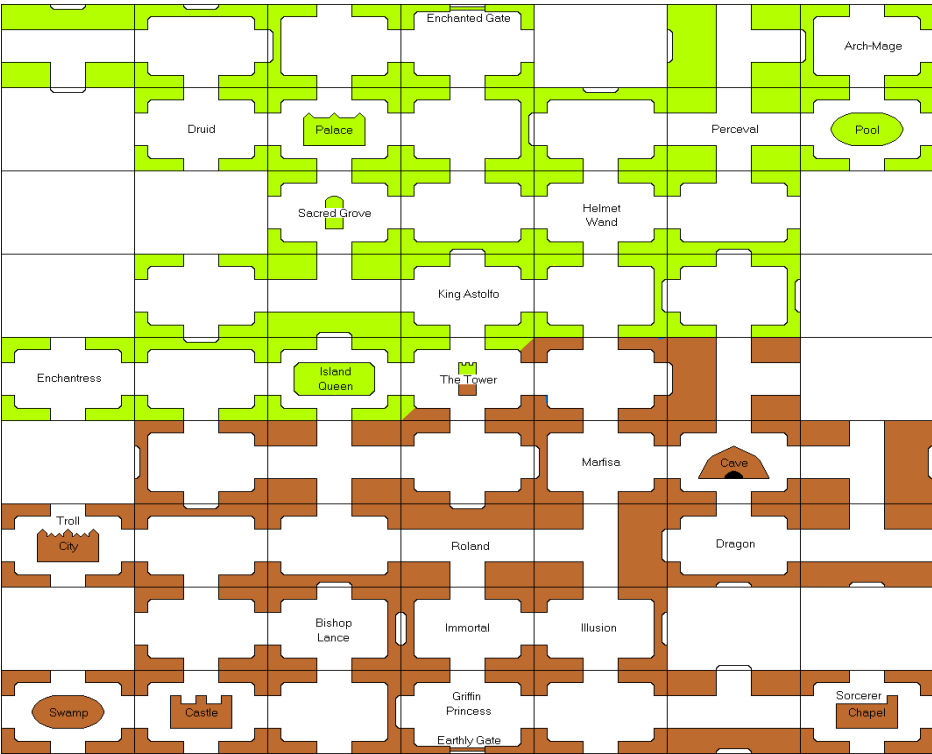 Enchanted Gate
Arch-Mage
Druid
Palace
Perceval
Pool
Sacred Grove
Helmet
Wand
King Astolfo
Enchantress
Island
Queen
The Tower
Marfisa
Cave
Troll
City
Roland
Dragon
Bishop
Lance
Immortal
Illusion
Swamp
Castle
Griffin
Princess
Earthly Gate
Sorcerer
Chapel